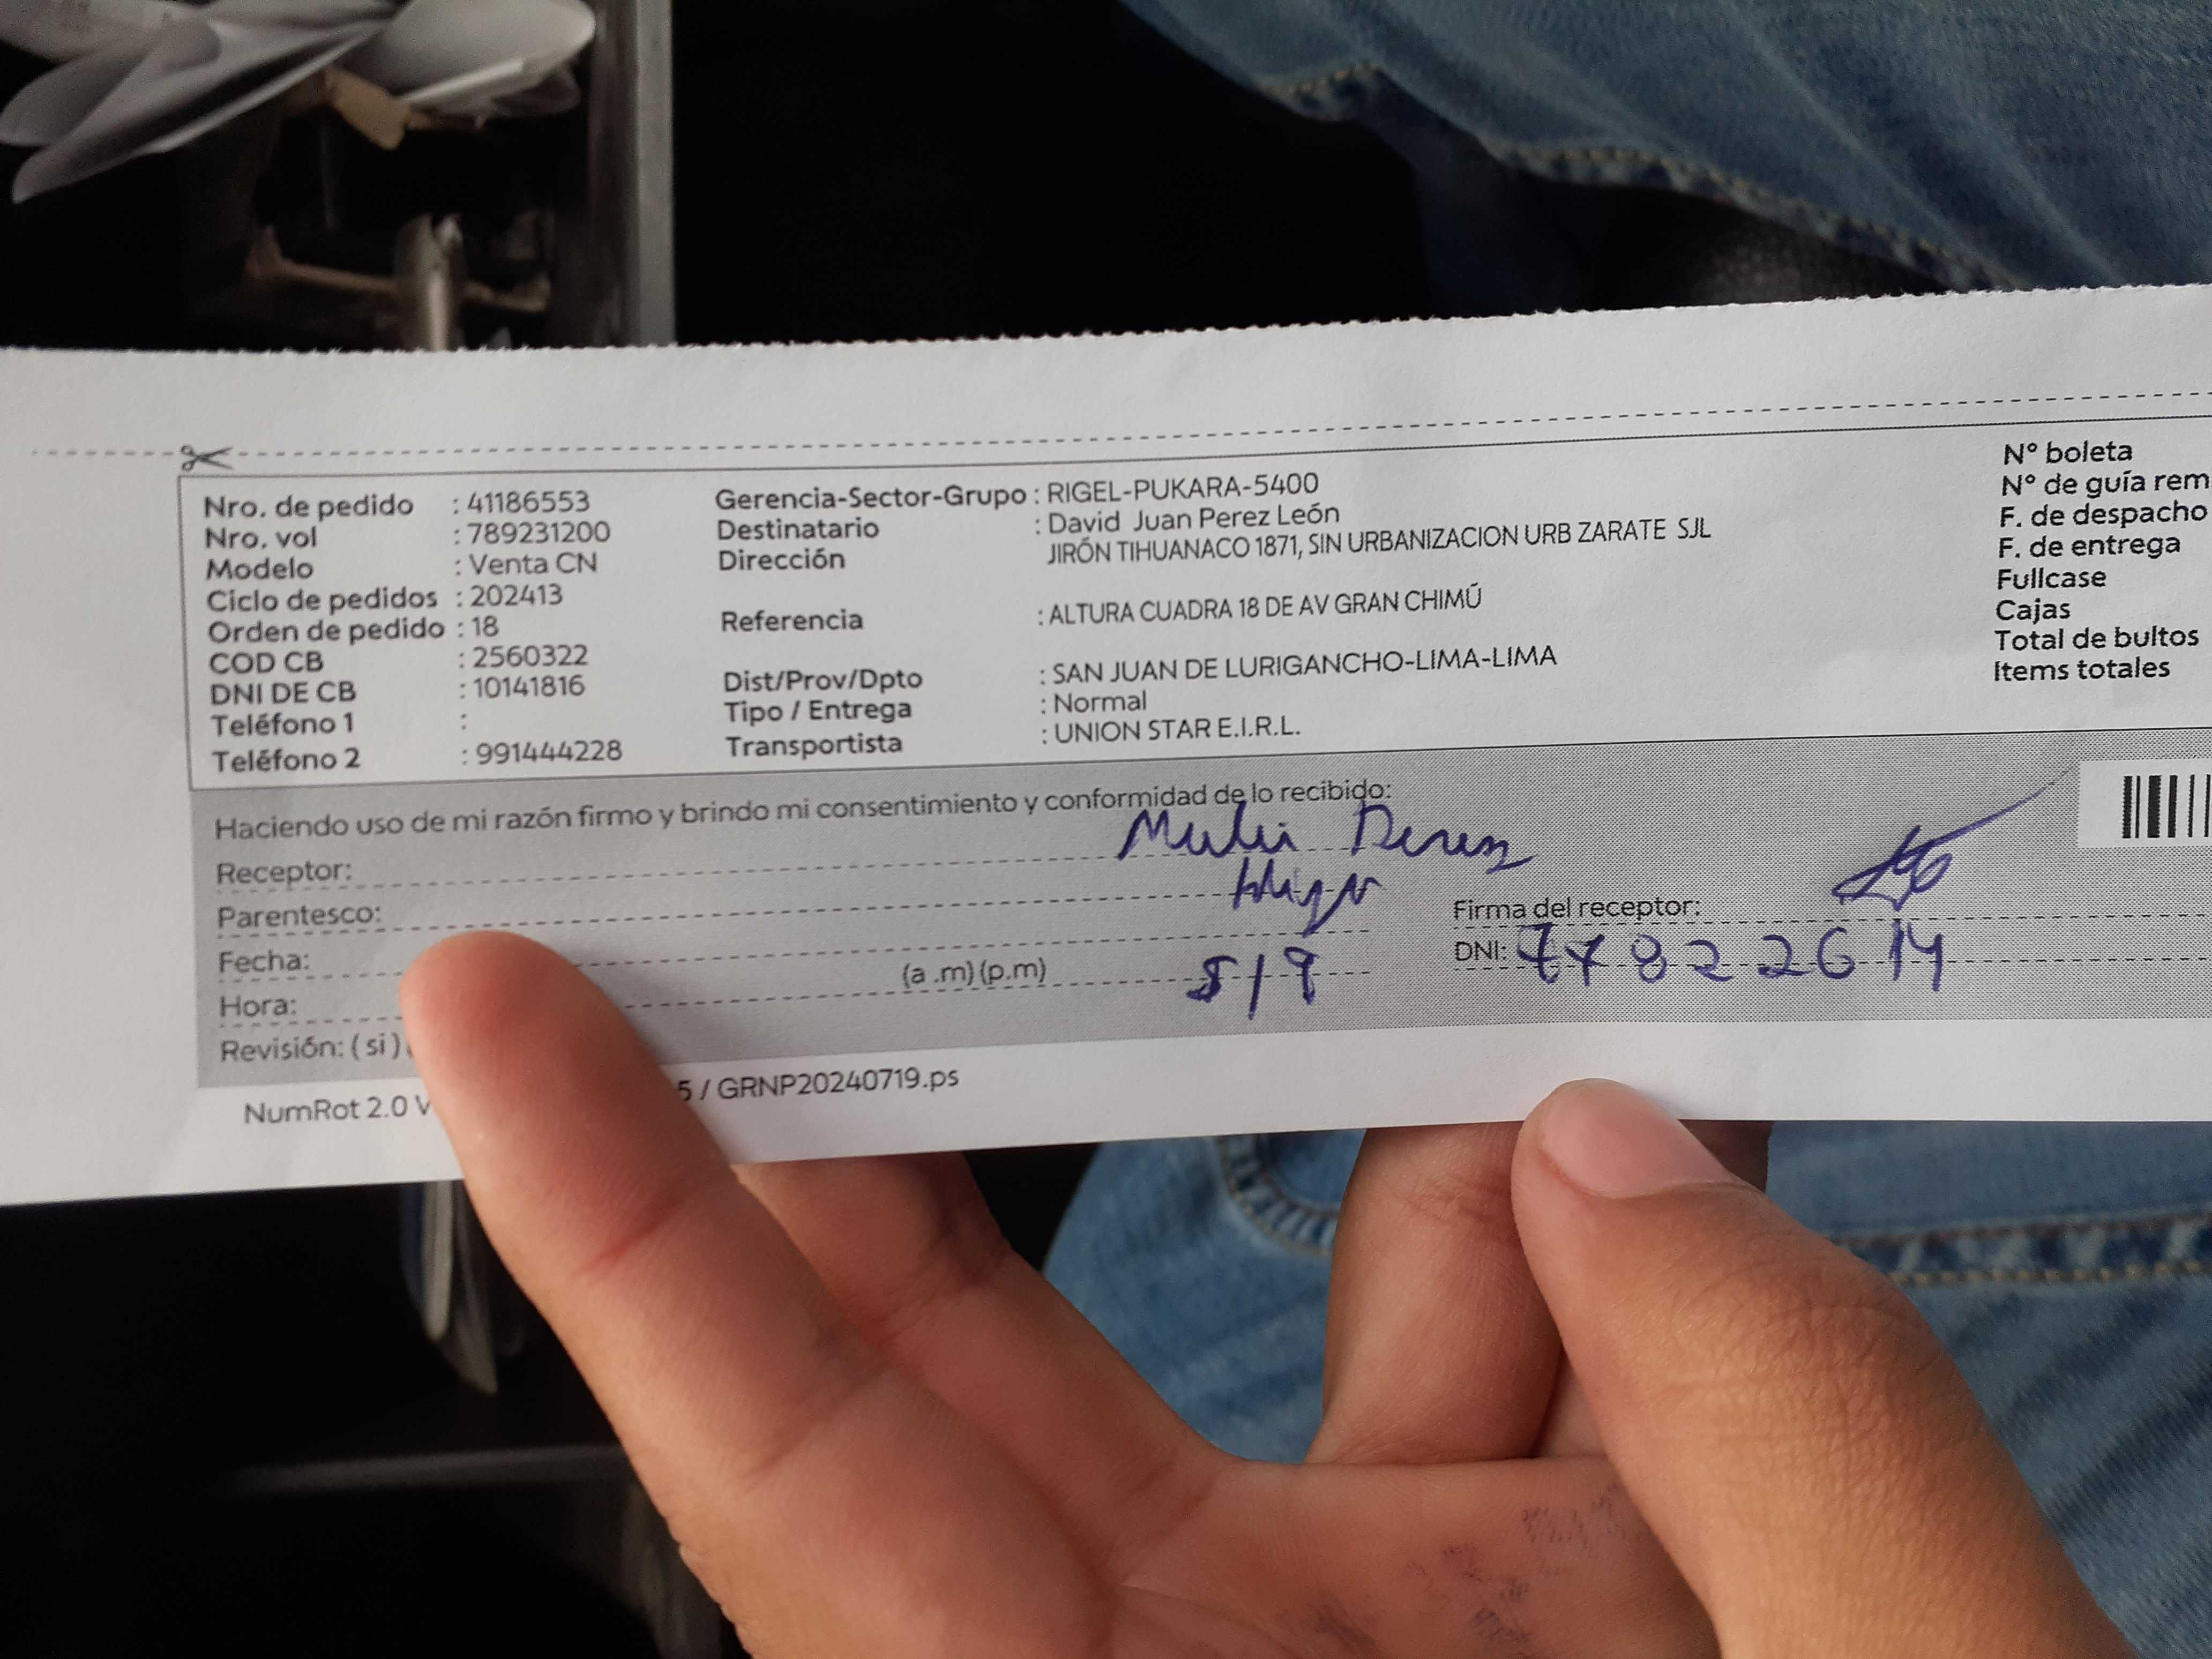 Nro. de pedido : 41186553
Nro. vol : 789231200
Modelo : Venta CN
Ciclo de pedidos : 202413
Orden de pedido : 18
COD CB : 2560322
DNI DE CB : 10141816
Teléfono 1 :
Teléfono 2 : 991444228
Gerencia-Sector-Grupo : RIGEL-PUKARA-5400
Destinatario : David Juan Perez León
Dirección JIRÓN TIHUANACO 1871, SIN URBANIZACION URB ZARATE SJL
Referencia : ALTURA CUADRA 18 DE AV GRAN CHIMÚ
Dist/Prov/Dpto : SAN JUAN DE LURIGANCHO-LIMA-LIMA
Tipo / Entrega : Normal
Transportista : UNION STAR E.I.R.L.
N° boleta
N° de guía rem
F. de despacho
F. de entrega
Fullcase
Cajas
Total de bultos
Items totales
Haciendo uso de mi razón firmo y brindo mi consentimiento y conformidad de lo recibido:
Receptor:
Parentesco:
Fecha:
Hora: (a .m) (p.m) 5/9
Revisión: ( si )
Firma del receptor:
DNI: 77822614
NumRot 2.0 V 5 / GRNP20240719.ps